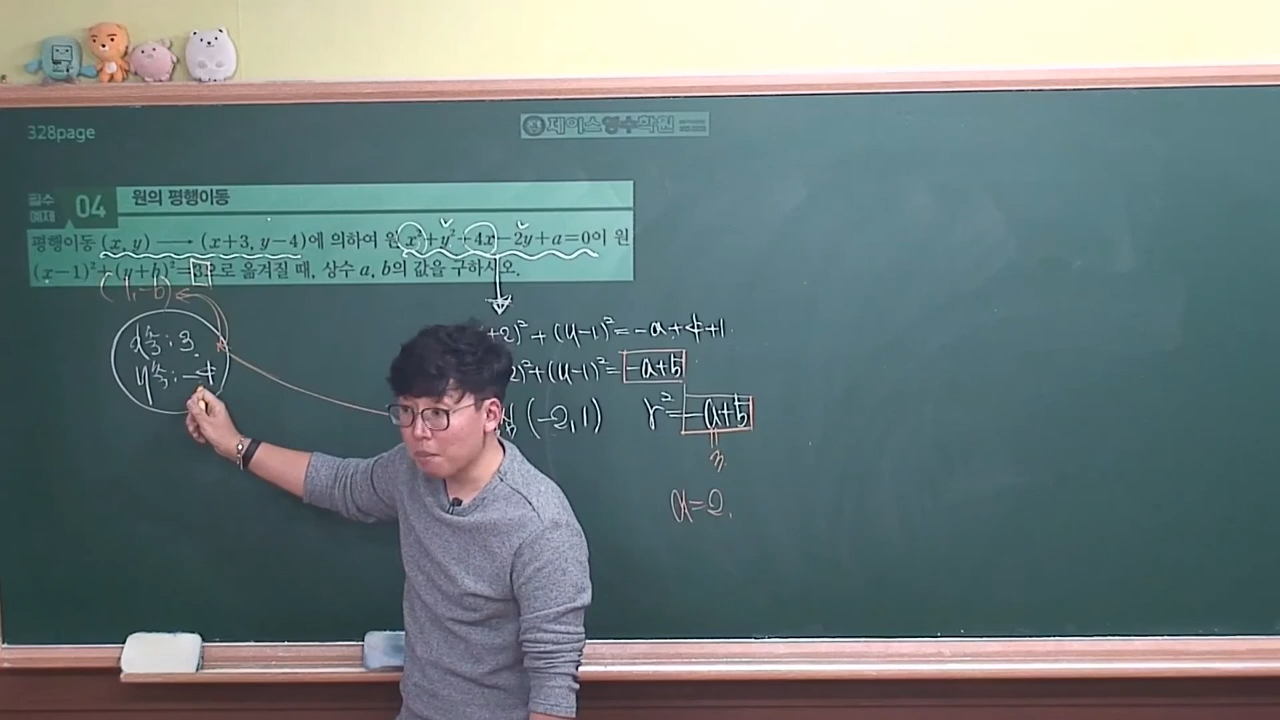 328page
제이스영수학원
필수 예제 04 원의 평행이동
평행이동 (x, y) ⟶ (x+3, y−4)에 의하여 원 x²+y²+4x−2y+a=0이 원
(x−1)²+(y+b)²=3으로 옮겨질 때, 상수 a, b의 값을 구하시오.
(1, −b)
x축 : 3
y축 : −4
+2)²+(y−1)²=−a+4+1
2)²+(y−1)²=−a+5
심 (−2, 1) r²=−a+5
3
a=2